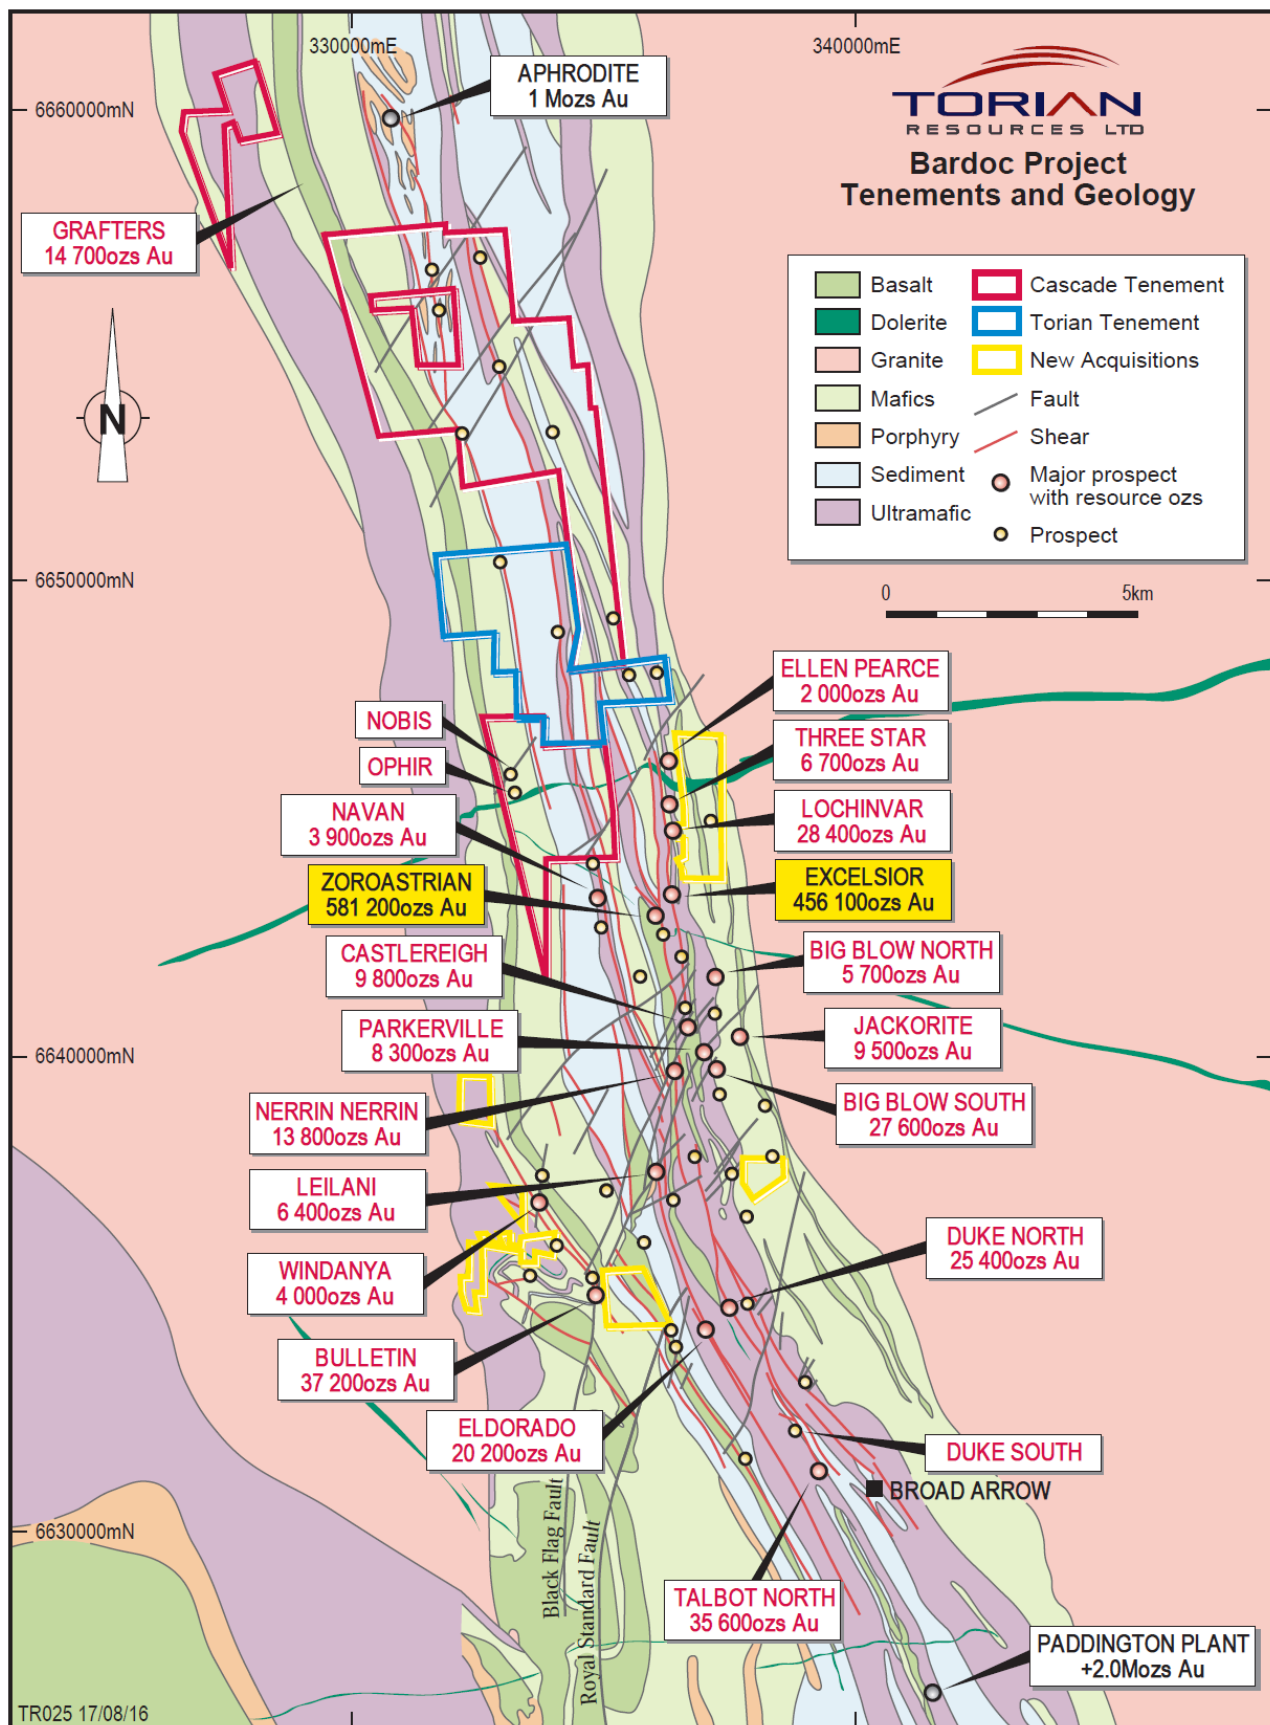 330000mE
340000mE
6660000mN
APHRODITE
1 Mozs Au
TORIAN
RESOURCES LTD
Bardoc Project
Tenements and Geology
GRAFTERS
14 700ozs Au
Basalt
Dolerite
Granite
Mafics
Porphyry
Sediment
Ultramafic
Cascade Tenement
Torian Tenement
New Acquisitions
Fault
Shear
Major prospect
with resource ozs
Prospect
N
0
5km
6650000mN
ELLEN PEARCE
2 000ozs Au
NOBIS
THREE STAR
6 700ozs Au
OPHIR
NAVAN
3 900ozs Au
LOCHINVAR
28 400ozs Au
ZOROASTRIAN
581 200ozs Au
EXCELSIOR
456 100ozs Au
CASTLEREIGH
9 800ozs Au
BIG BLOW NORTH
5 700ozs Au
PARKERVILLE
8 300ozs Au
JACKORITE
9 500ozs Au
6640000mN
NERRIN NERRIN
13 800ozs Au
BIG BLOW SOUTH
27 600ozs Au
LEILANI
6 400ozs Au
DUKE NORTH
25 400ozs Au
WINDANYA
4 000ozs Au
BULLETIN
37 200ozs Au
ELDORADO
20 200ozs Au
DUKE SOUTH
BROAD ARROW
6630000mN
Black Flag Fault
Royal Standard Fault
TALBOT NORTH
35 600ozs Au
PADDINGTON PLANT
+2.0Mozs Au
TR025 17/08/16